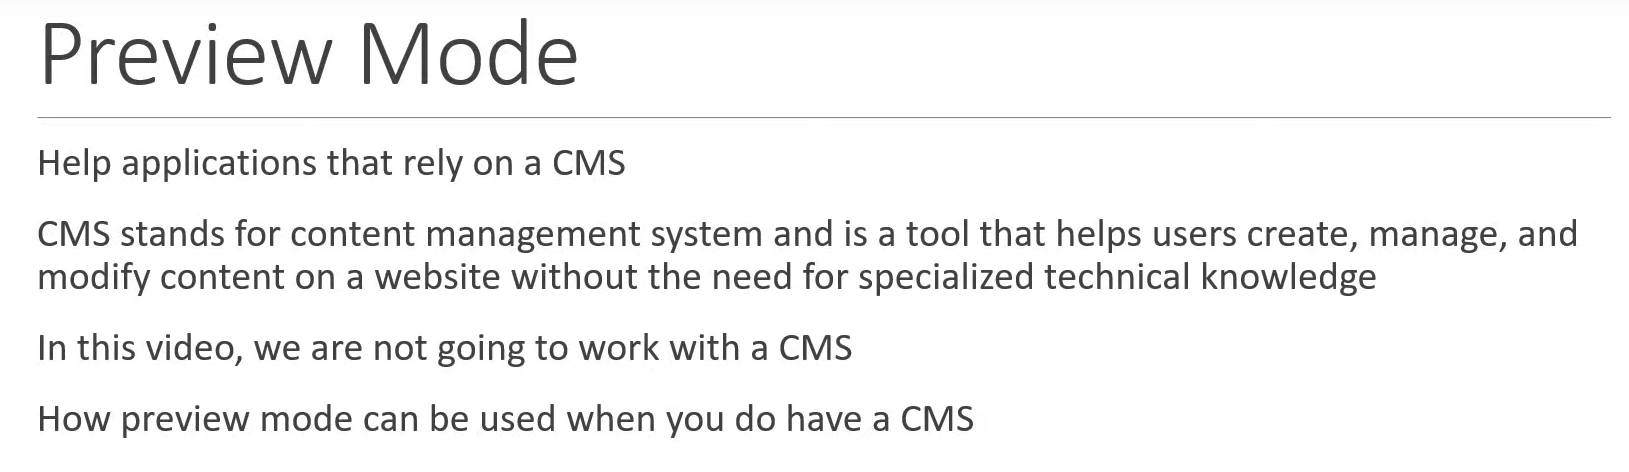 Preview Mode
Help applications that rely on a CMS
CMS stands for content management system and is a tool that helps users create, manage, and
modify content on a website without the need for specialized technical knowledge
In this video, we are not going to work with a CMS
How preview mode can be used when you do have a CMS